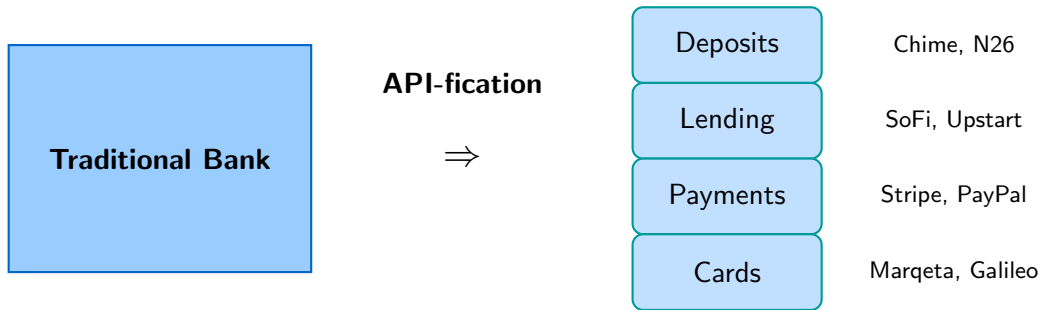 Traditional Bank
API-fication
⇒
Deposits
Chime, N26
Lending
SoFi, Upstart
Payments
Stripe, PayPal
Cards
Marqeta, Galileo